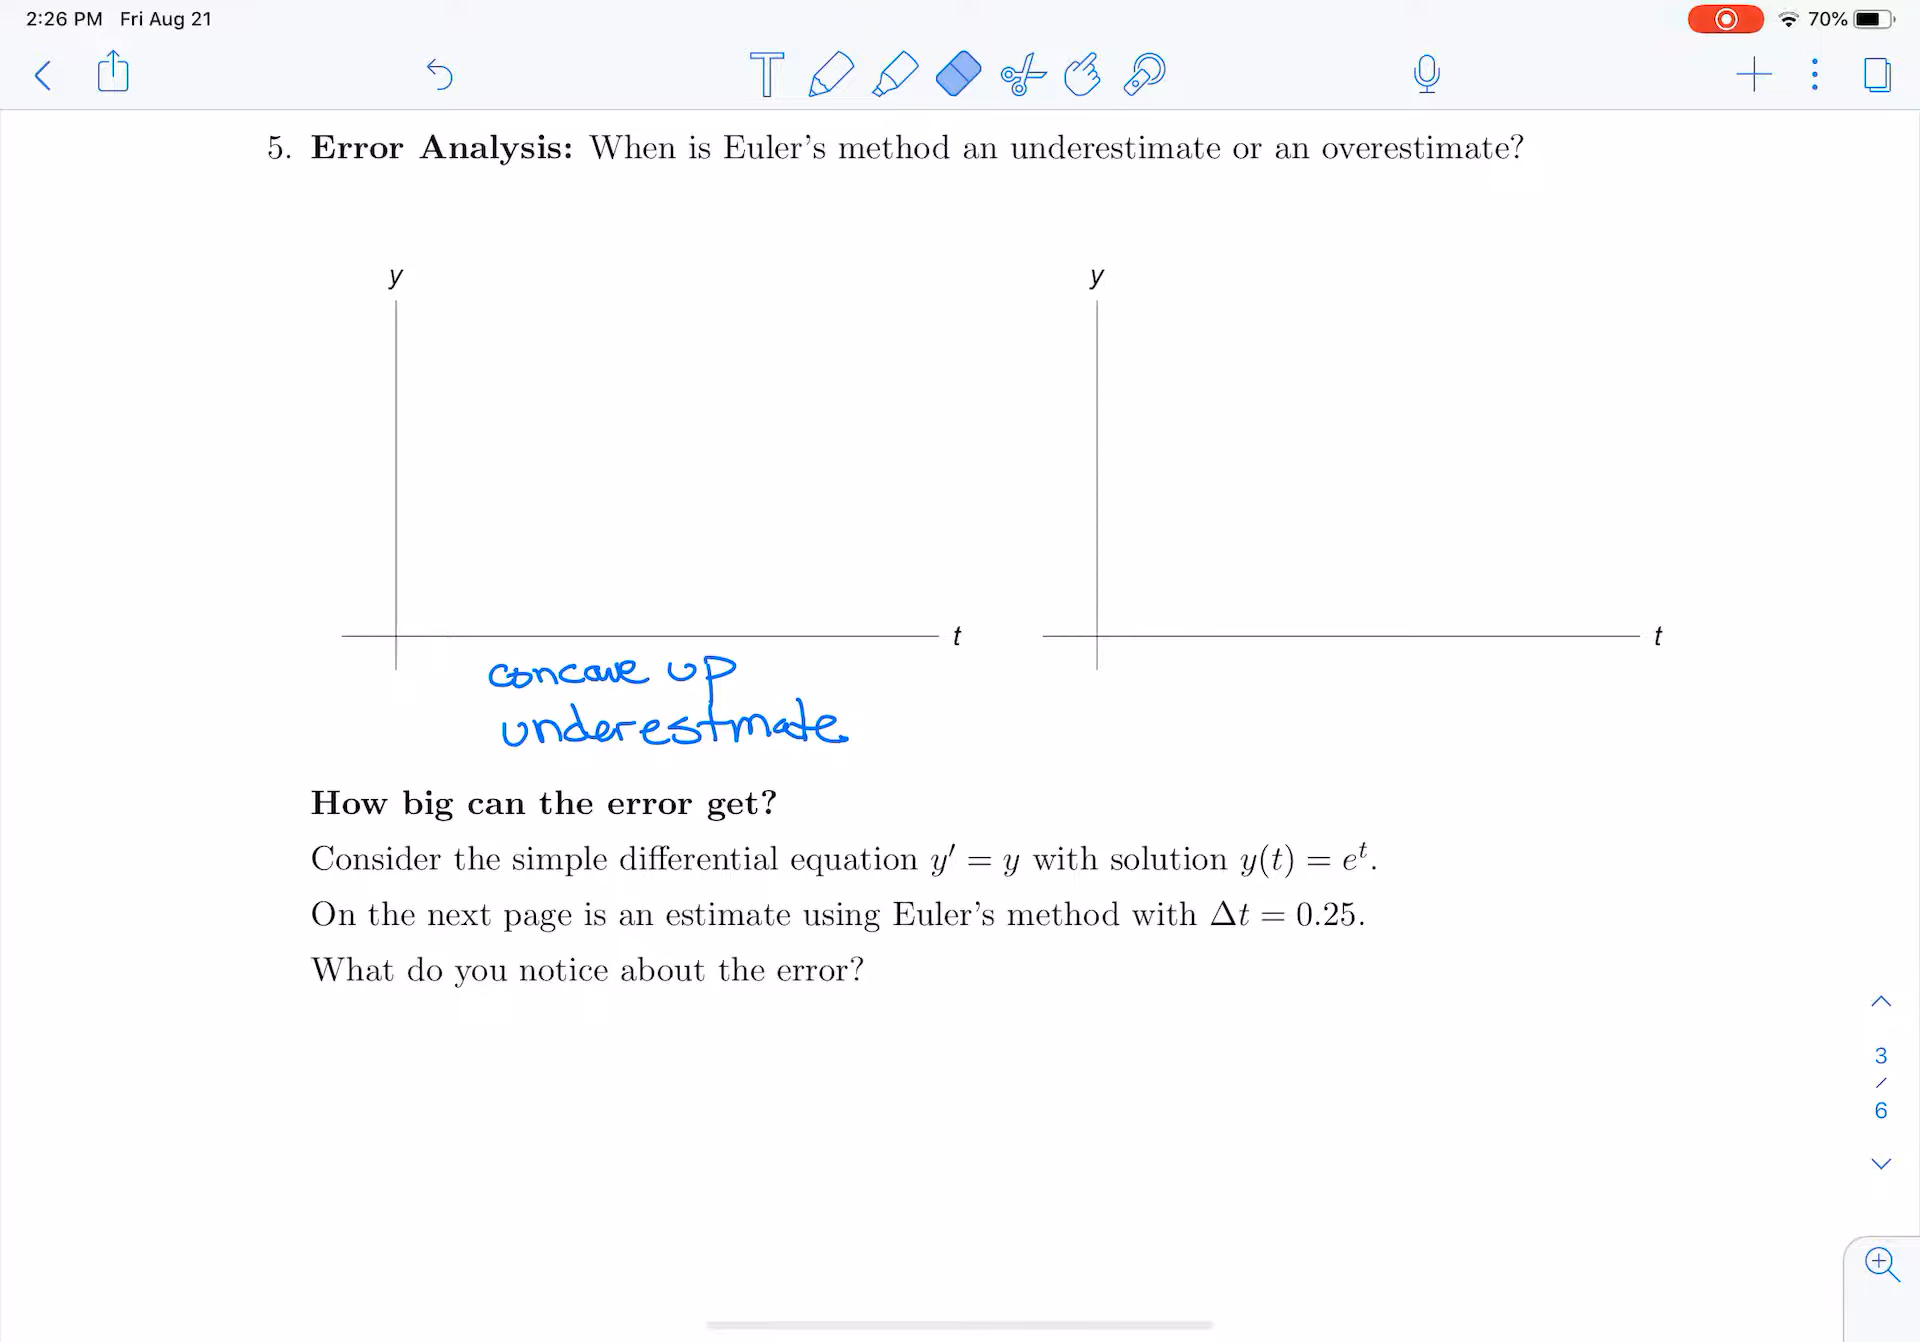 2:26 PM Fri Aug 21
70%
5. Error Analysis: When is Euler's method an underestimate or an overestimate?
y
y
t
t
concave up
underestmate
How big can the error get?
Consider the simple differential equation y′ = y with solution y(t) = eᵗ.
On the next page is an estimate using Euler's method with Δt = 0.25.
What do you notice about the error?
3
/
6